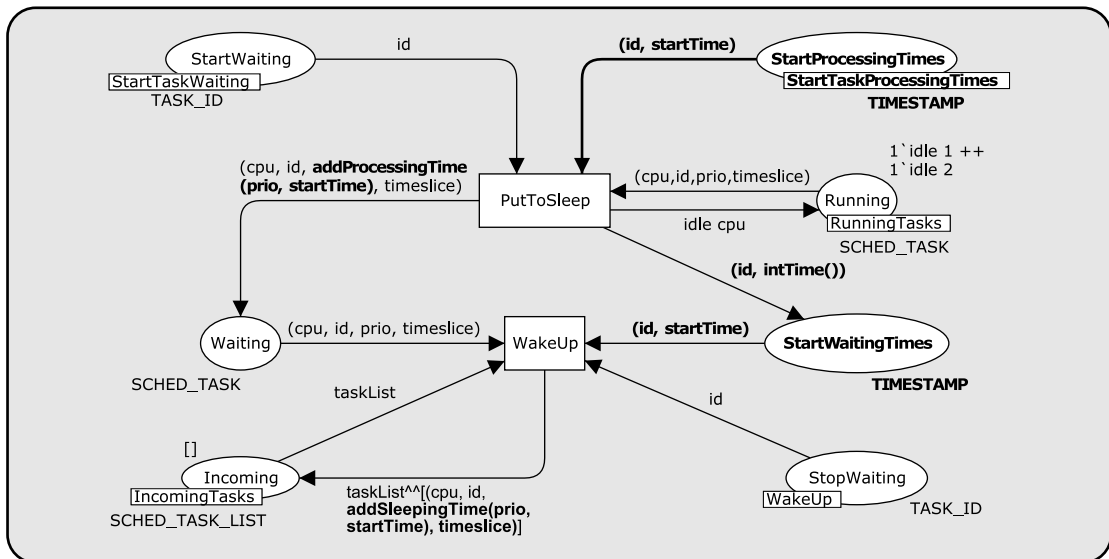 id
(id, startTime)
StartWaiting
StartTaskWaiting
TASK_ID
StartProcessingTimes
StartTaskProcessingTimes
TIMESTAMP
1`idle 1 ++
1`idle 2
(cpu, id, addProcessingTime
(prio, startTime), timeslice)
PutToSleep
(cpu,id,prio,timeslice)
idle cpu
Running
RunningTasks
SCHED_TASK
(id, intTime())
Waiting
SCHED_TASK
(cpu, id, prio, timeslice)
WakeUp
(id, startTime)
StartWaitingTimes
TIMESTAMP
taskList
id
[]
Incoming
IncomingTasks
SCHED_TASK_LIST
taskList^^[(cpu, id,
addSleepingTime(prio,
startTime), timeslice)]
StopWaiting
WakeUp
TASK_ID